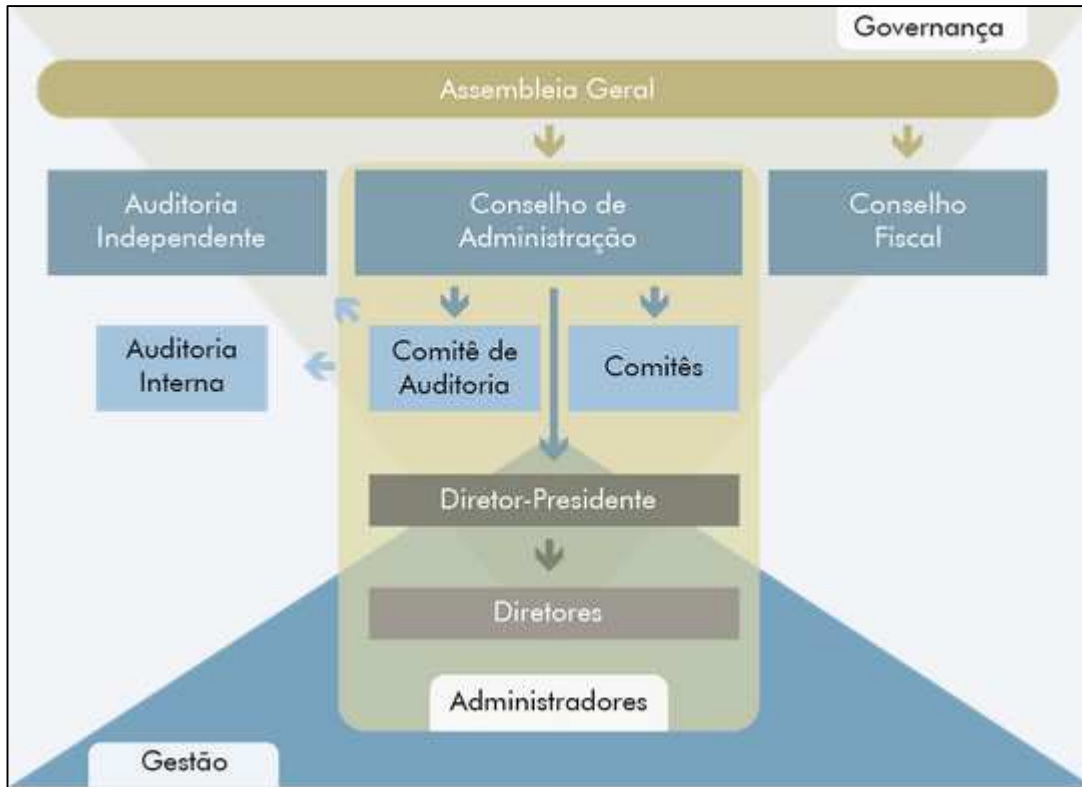 Governança
Assembleia Geral
Auditoria
Independente
Conselho de
Administração
Conselho
Fiscal
Auditoria
Interna
Comitê de
Auditoria
Comitês
Diretor-Presidente
Diretores
Administradores
Gestão